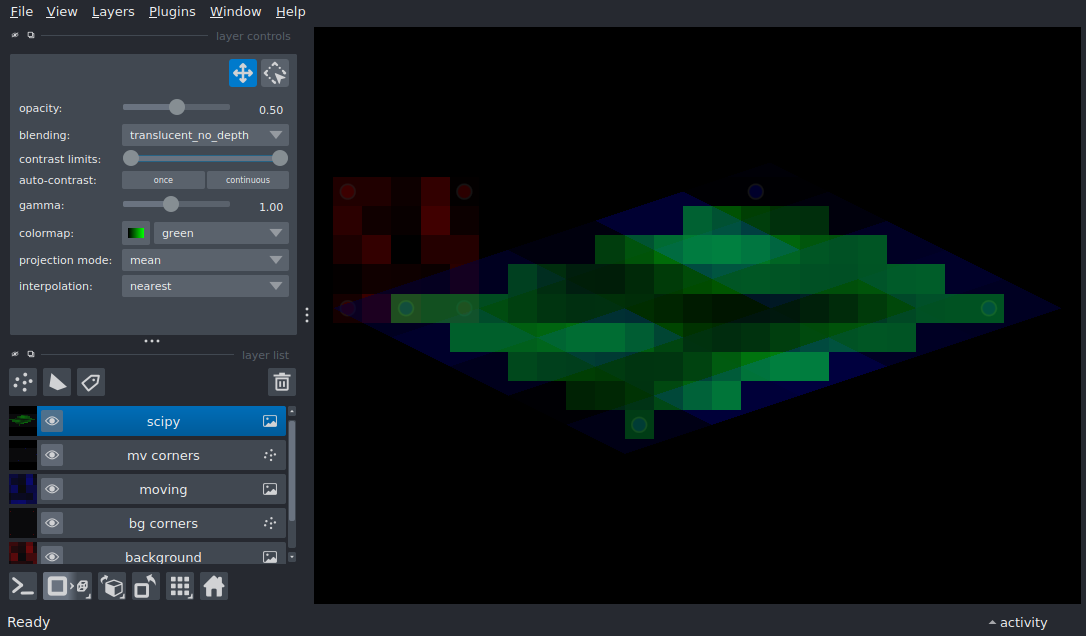 File View Layers Plugins Window Help
layer controls
opacity: 0.50
blending: translucent_no_depth
contrast limits:
auto-contrast: once continuous
gamma: 1.00
colormap: green
projection mode: mean
interpolation: nearest
layer list
scipy
mv corners
moving
bg corners
background
Ready activity